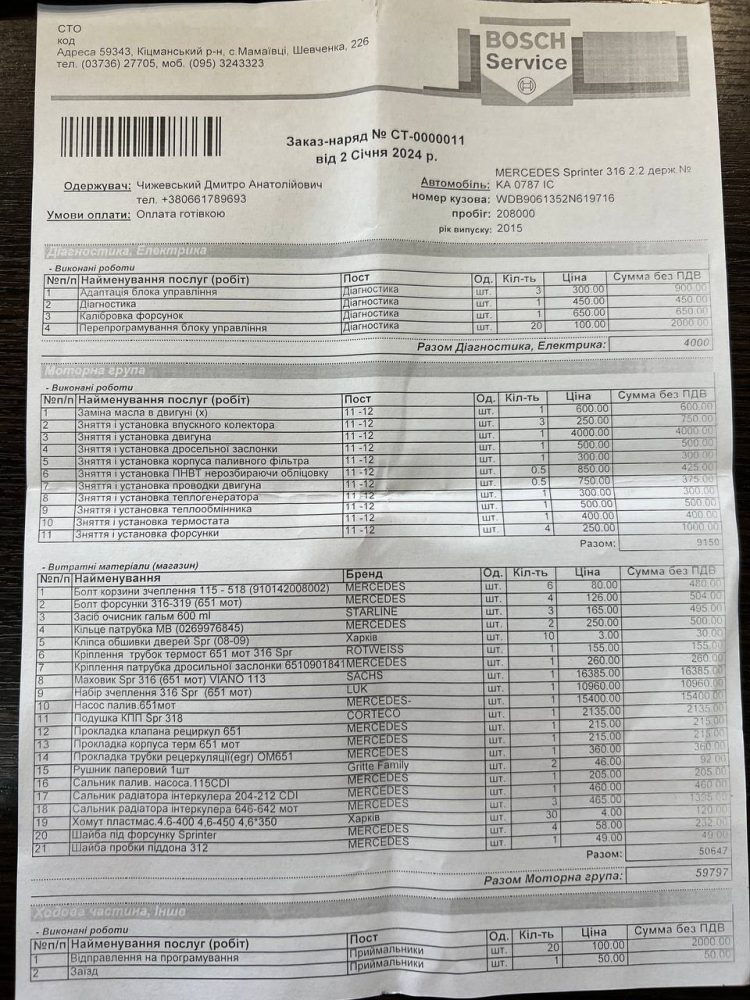 СТО
код
Адреса 59343, Кіцманський р-н, с.Мамаївці, Шевченка, 226
тел. (03736) 27705, моб. (095) 3243323
BOSCH
Service
Заказ-наряд № СТ-0000011
від 2 Січня 2024 р.
Одержувач: Чижевський Дмитро Анатолійович
тел. +380661789693
Умови оплати: Оплата готівкою
MERCEDES Sprinter 316 2.2 держ.№
Автомобіль: KA 0787 IC
номер кузова: WDB9061352N619716
пробіг: 208000
рік випуску: 2015
Діагностика, Електрика
- Виконані роботи
№п/п Найменування послуг (робіт) Пост Од. Кіл-ть Ціна Сумма без ПДВ
1 Адаптація блока управління Діагностика шт. 3 300.00 900.00
2 Діагностика Діагностика шт. 1 450.00 450.00
3 Калібровка форсунок Діагностика шт. 1 650.00 650.00
4 Перепрограмування блоку управління Діагностика шт. 20 100.00 2000.00
Разом Діагностика, Електрика: 4000
Моторна група
- Виконані роботи
№п/п Найменування послуг (робіт) Пост Од. Кіл-ть Ціна Сумма без ПДВ
1 Заміна масла в двигуні (х) 11 -12 шт. 1 600.00 600.00
2 Зняття і установка впускного колектора 11 -12 шт. 3 250.00 750.00
3 Зняття і установка двигуна 11 -12 шт. 1 4000.00 4000.00
4 Зняття і установка дросельної заслонки 11 -12 шт. 1 500.00 500.00
5 Зняття і установка корпуса паливного фільтра 11 -12 шт. 1 300.00 300.00
6 Зняття і установка ПНВТ нерозбираючи обліцовку 11 -12 шт. 0.5 850.00 425.00
7 Зняття і установка проводки двигуна 11 -12 шт. 0.5 750.00 375.00
8 Зняття і установка теплогенератора 11 -12 шт. 1 300.00 300.00
9 Зняття і установка теплообмінника 11 -12 шт. 1 500.00 500.00
10 Зняття і установка термостата 11 -12 шт. 1 400.00 400.00
11 Зняття і установка форсунки 11 -12 шт. 4 250.00 1000.00
Разом: 9150
- Витратні матеріали (магазин)
№п/п Найменування Бренд Од. Кіл-ть Ціна Сумма без ПДВ
1 Болт корзини зчеплення 115 - 518 (910142008002) MERCEDES шт. 6 80.00 480.00
2 Болт форсунки 316-319 (651 мот) MERCEDES шт. 4 126.00 504.00
3 Засіб очисник гальм 600 ml STARLINE шт. 3 165.00 495.00
4 Кільце патрубка МВ (0269976845) MERCEDES шт. 2 250.00 500.00
5 Кліпса обшивки дверей Spr (08-09) Харків шт. 10 3.00 30.00
6 Кріплення трубок термост 651 мот 316 Spr ROTWEISS шт. 1 155.00 155.00
7 Кріплення патрубка дросильної заслонки 6510901841 MERCEDES шт. 1 260.00 260.00
8 Маховик Spr 316 (651 мот) VIANO 113 SACHS шт. 1 16385.00 16385.00
9 Набір зчеплення 316 Spr (651 мот) LUK шт. 1 10960.00 10960.00
10 Насос палив.651мот MERCEDES- шт. 1 15400.00 15400.00
11 Подушка КПП Spr 318 CORTECO шт. 1 2135.00 2135.00
12 Прокладка клапана рециркул 651 MERCEDES шт. 1 215.00 215.00
13 Прокладка корпуса терм 651 мот MERCEDES шт. 1 215.00 215.00
14 Прокладка трубки рецеркуляции(egr) ОМ651 MERCEDES шт. 1 360.00 360.00
15 Рушник паперовий 1шт Gritte Family шт. 2 46.00 92.00
16 Сальник палив. насоса.115CDI MERCEDES шт. 1 205.00 205.00
17 Сальник радіатора інтеркулера 204-212 CDI MERCEDES шт. 1 460.00 460.00
18 Сальник радіатора інтеркулера 646-642 мот MERCEDES шт. 3 465.00 1395.00
19 Хомут пластмас.4.6-400 4,6-450 4,6*350 Харків шт. 30 4.00 120.00
20 Шайба під форсунку Sprinter MERCEDES шт. 4 58.00 232.00
21 Шайба пробки піддона 312 MERCEDES шт. 1 49.00 49.00
Разом: 50647
Разом Моторна група: 59797
Ходова частина, Інше
- Виконані роботи
№п/п Найменування послуг (робіт) Пост Од. Кіл-ть Ціна Сумма без ПДВ
1 Відправлення на програмування Приймальники шт. 20 100.00 2000.00
2 Заїзд Приймальники шт. 1 50.00 50.00